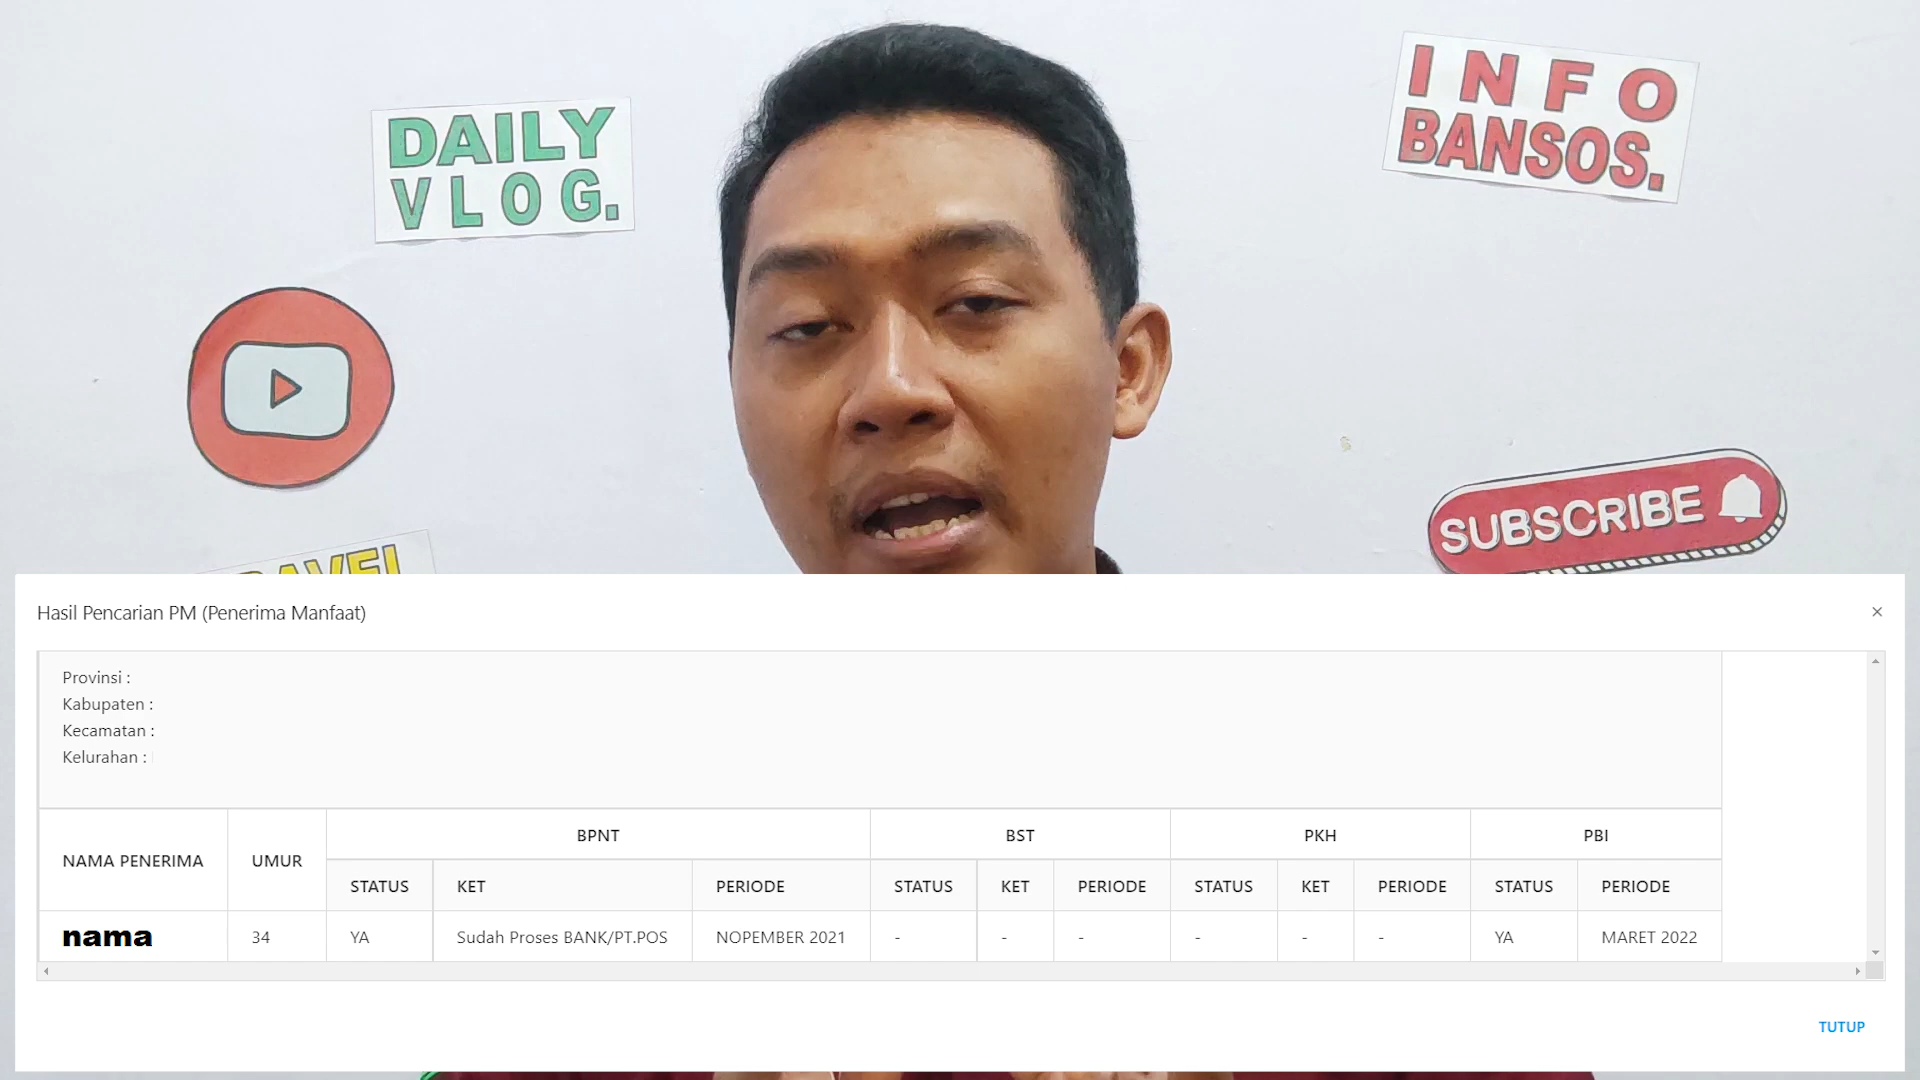 DAILY
VLOG.
INFO
BANSOS.
SUBSCRIBE
Hasil Pencarian PM (Penerima Manfaat)
×
Provinsi :
Kabupaten :
Kecamatan :
Kelurahan :
NAMA PENERIMA UMUR BPNT BST PKH PBI
STATUS KET PERIODE STATUS KET PERIODE STATUS KET PERIODE STATUS PERIODE
nama 34 YA Sudah Proses BANK/PT.POS NOPEMBER 2021 - - - - - - YA MARET 2022
TUTUP